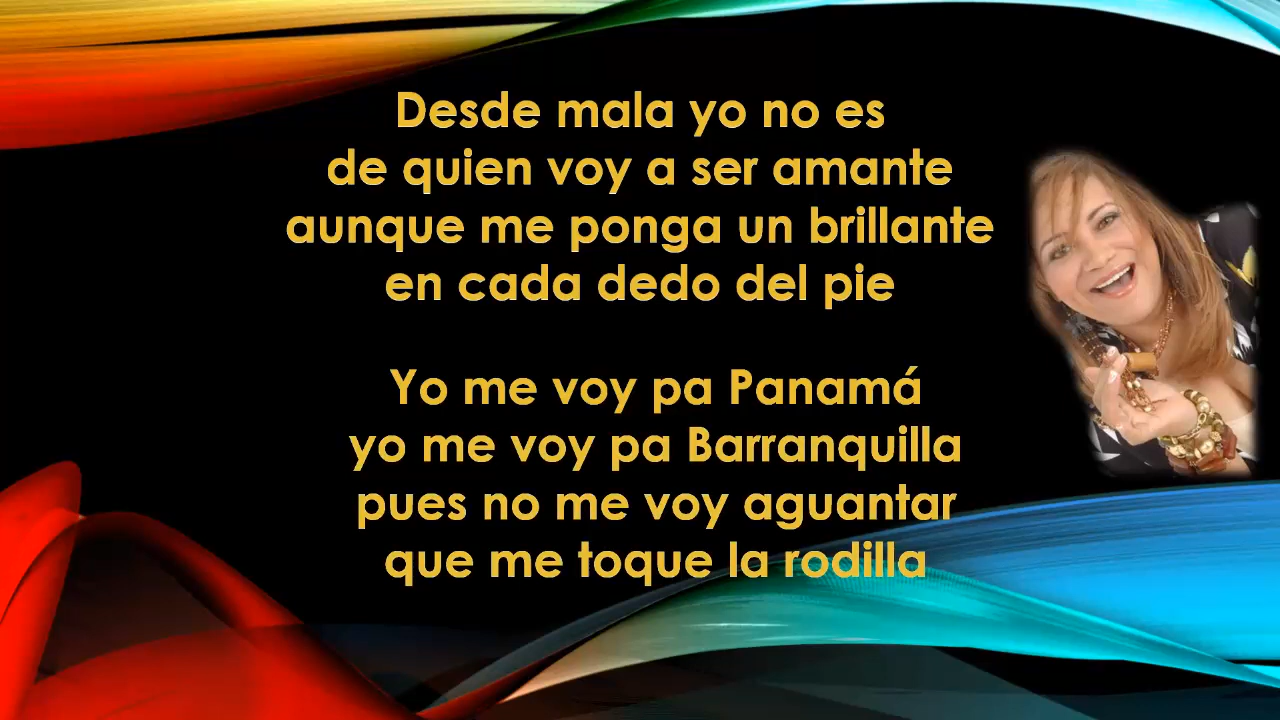 Desde mala yo no es
de quien voy a ser amante
aunque me ponga un brillante
en cada dedo del pie
Yo me voy pa Panamá
yo me voy pa Barranquilla
pues no me voy aguantar
que me toque la rodilla